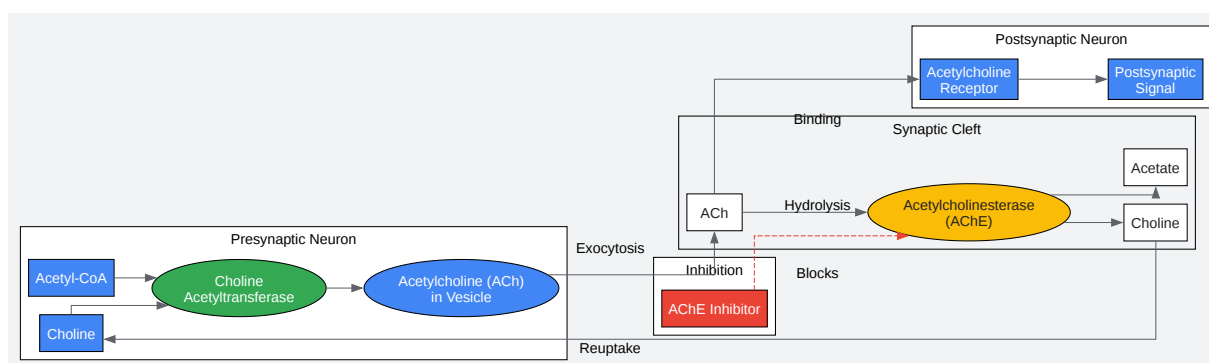 Postsynaptic Neuron
Acetylcholine
Receptor
Postsynaptic
Signal
Binding
Synaptic Cleft
Acetate
ACh
Hydrolysis
Acetylcholinesterase
(AChE)
Choline
Presynaptic Neuron
Exocytosis
Inhibition
Blocks
Acetyl-CoA
Choline
Acetyltransferase
Acetylcholine (ACh)
in Vesicle
AChE Inhibitor
Choline
Reuptake